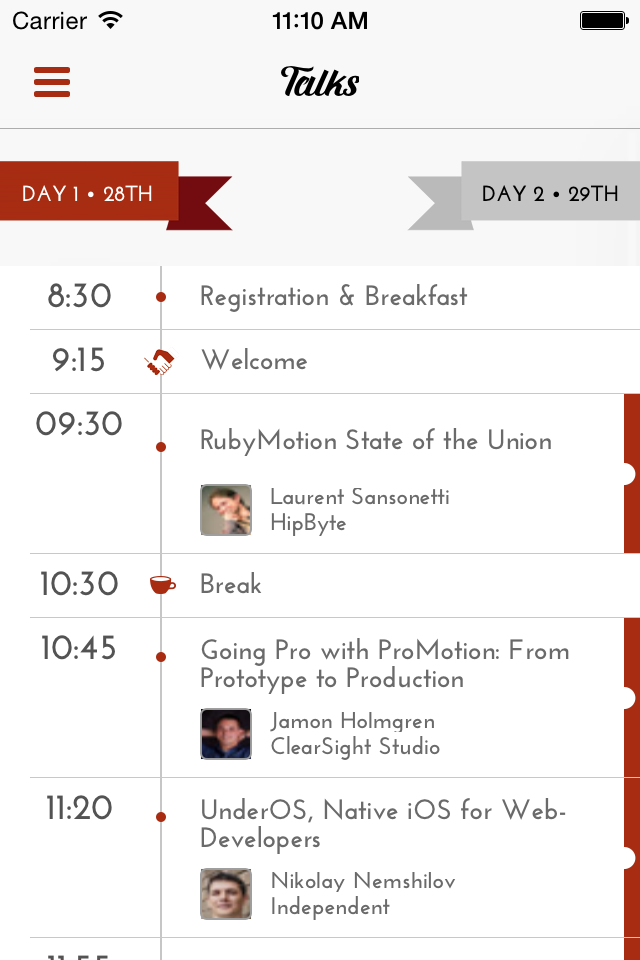 Carrier 11:10 AM
Talks
DAY 1 • 28TH
DAY 2 • 29TH
8:30 Registration & Breakfast
9:15 Welcome
09:30 RubyMotion State of the Union
Laurent Sansonetti
HipByte
10:30 Break
10:45 Going Pro with ProMotion: From
Prototype to Production
Jamon Holmgren
ClearSight Studio
11:20 UnderOS, Native iOS for Web-
Developers
Nikolay Nemshilov
Independent